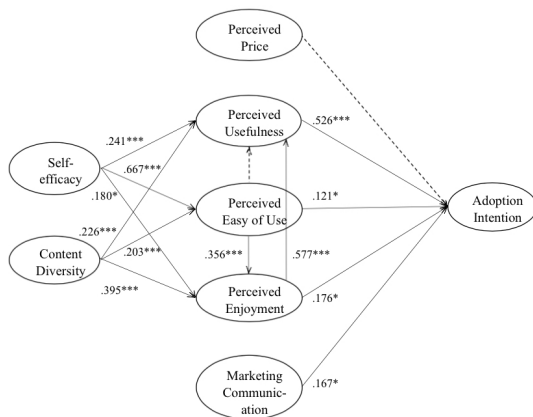 Perceived
Price
Perceived
Usefulness
.241***
.526***
.667***
Self-
efficacy
.180*
Perceived
Easy of Use
.121*
Adoption
Intention
.226***
.203***
Content
Diversity
.356***
.577***
.395***
Perceived
Enjoyment
.176*
Marketing
Communic-
ation
.167*